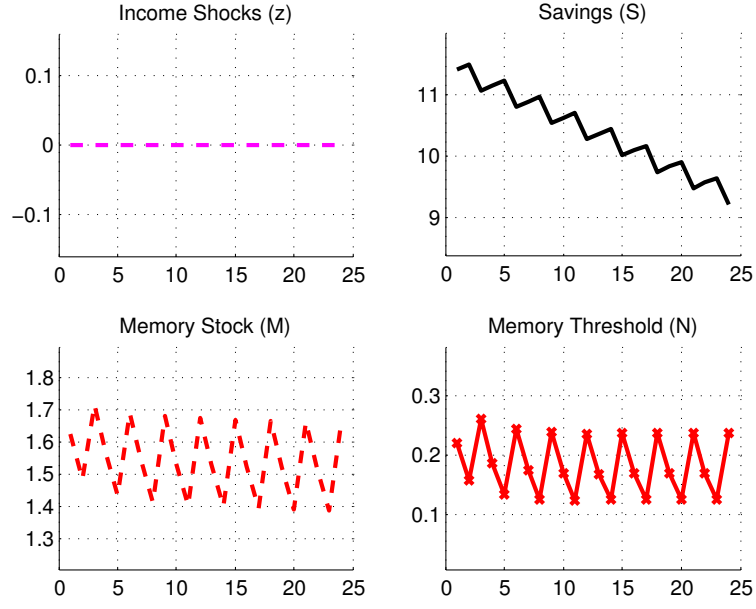 Income Shocks (z)
0.1
0
−0.1
0 5 10 15 20 25
Savings (S)
11
10
9
0 5 10 15 20 25
Memory Stock (M)
1.8
1.7
1.6
1.5
1.4
1.3
0 5 10 15 20 25
Memory Threshold (N)
0.3
0.2
0.1
0 5 10 15 20 25